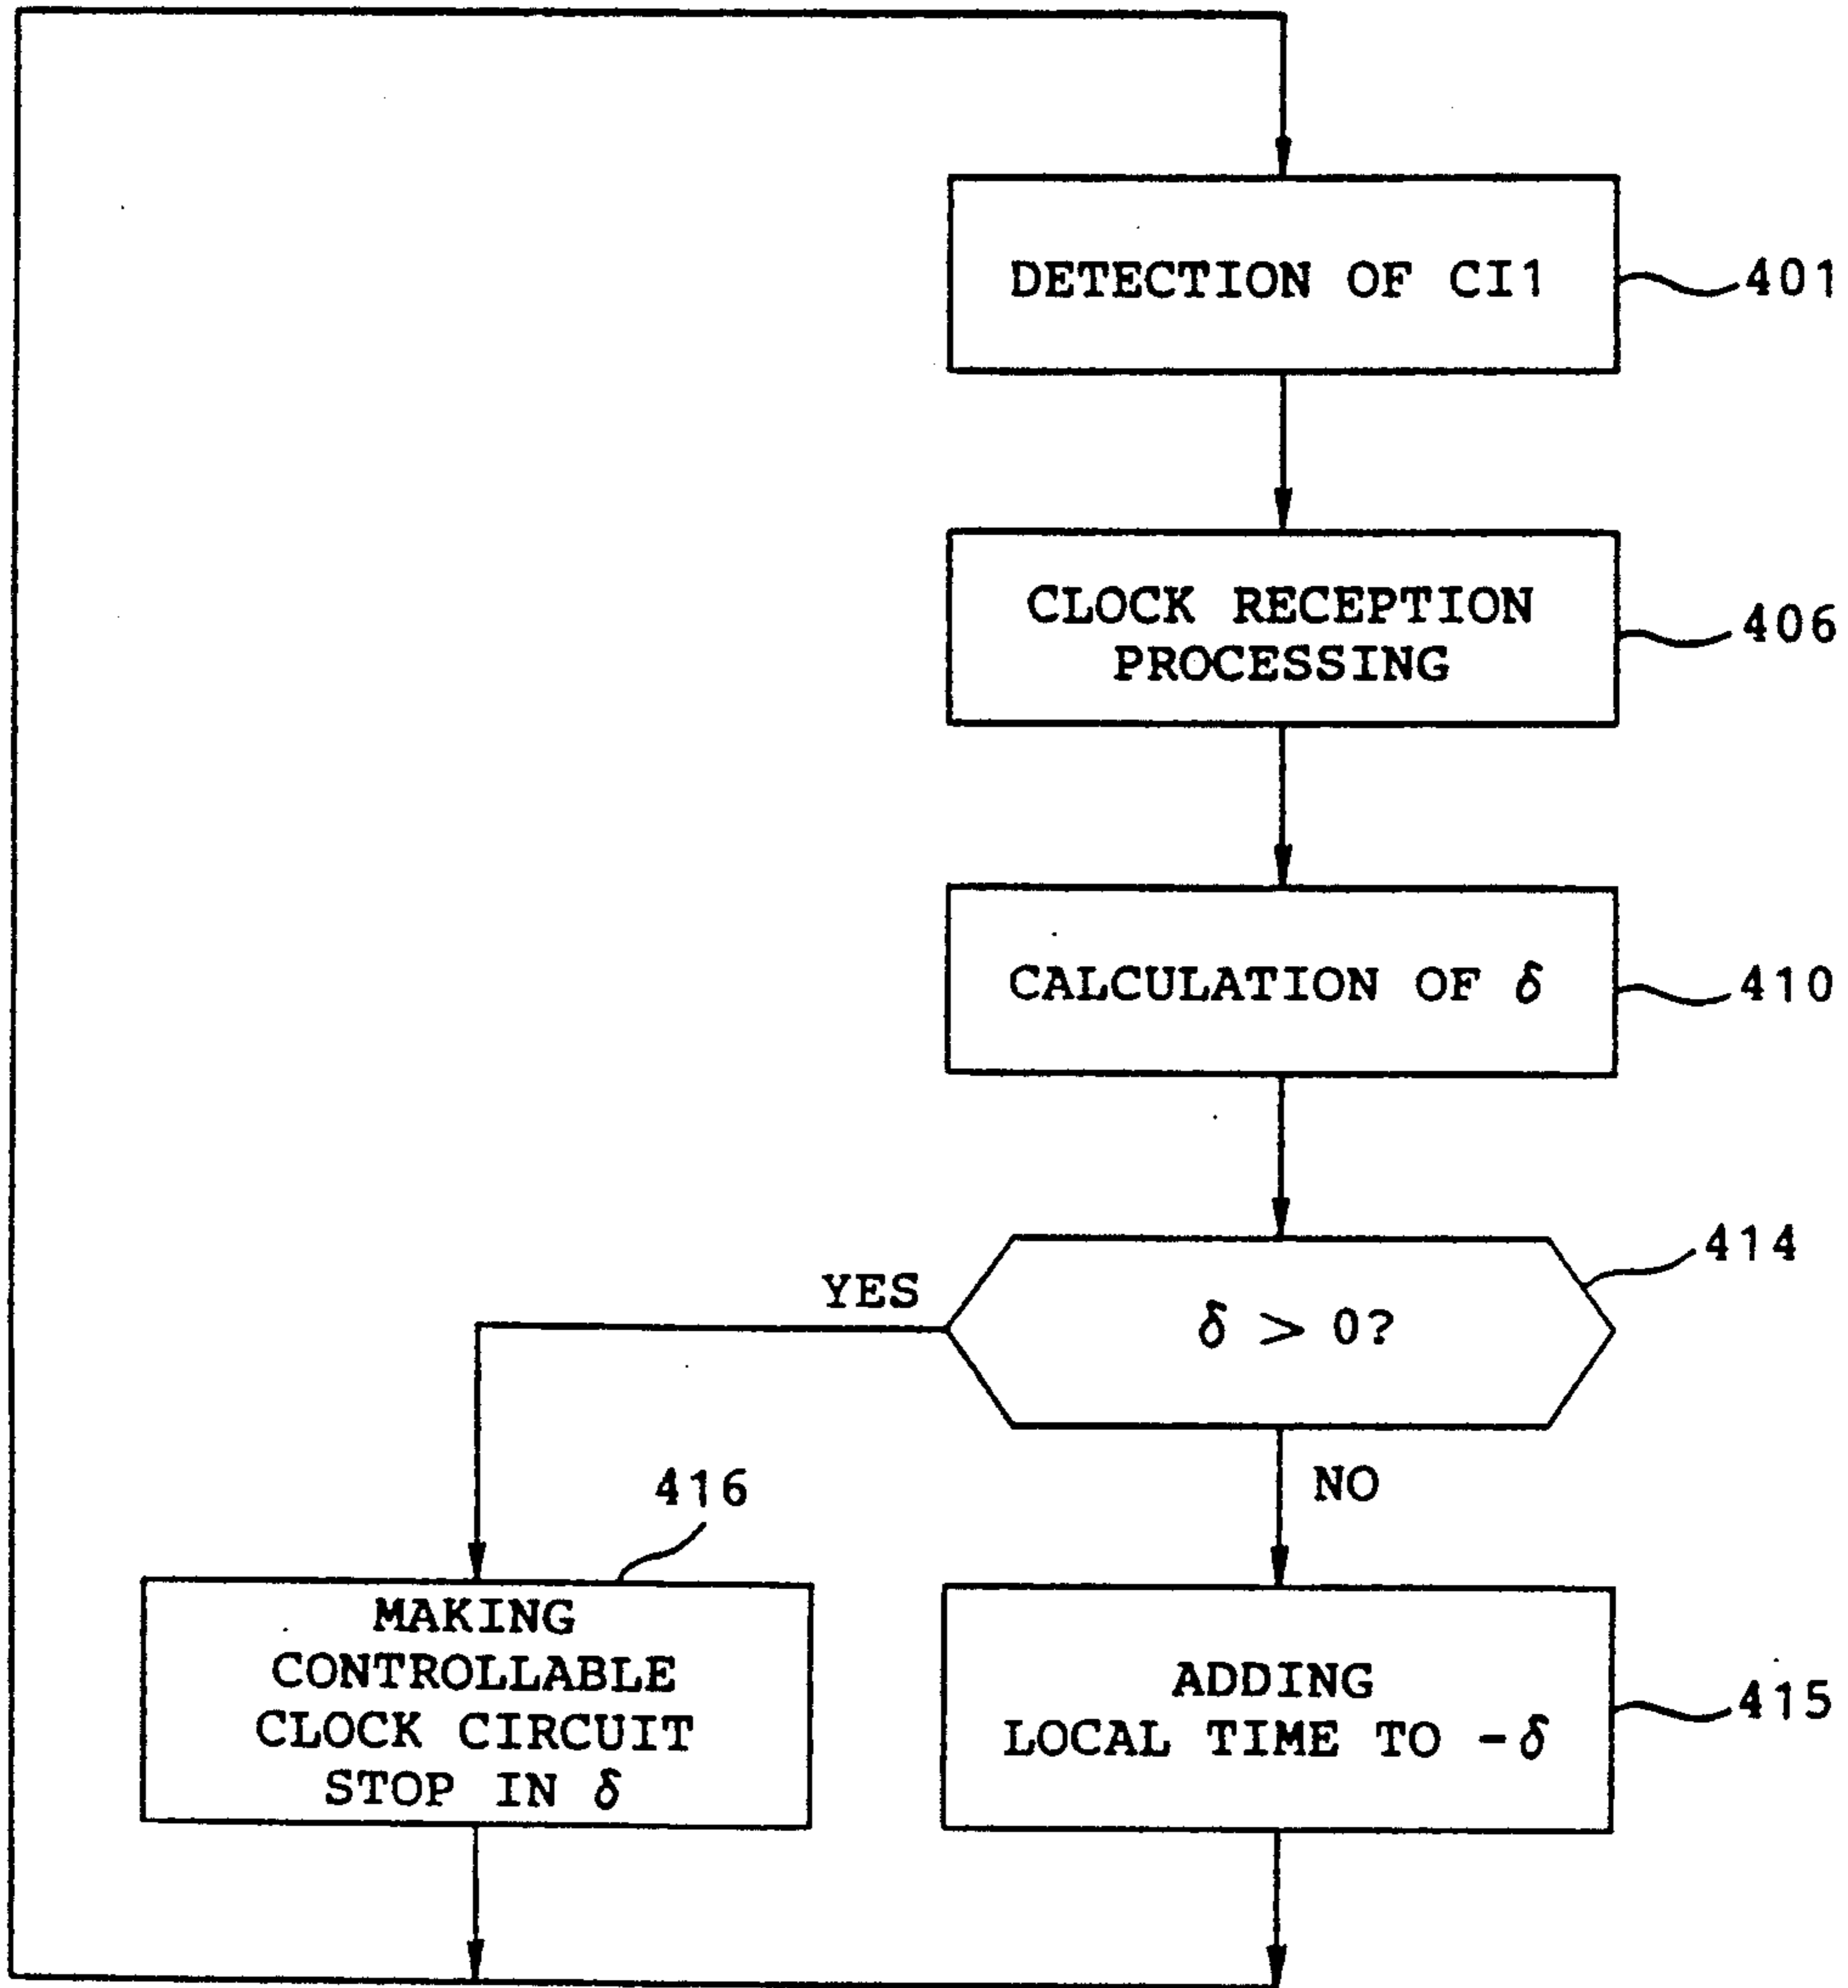 DETECTION OF CI1
401
CLOCK RECEPTION
PROCESSING
406
CALCULATION OF δ
410
δ > 0?
414
YES
NO
416
MAKING
CONTROLLABLE
CLOCK CIRCUIT
STOP IN δ
ADDING
LOCAL TIME TO -δ
415